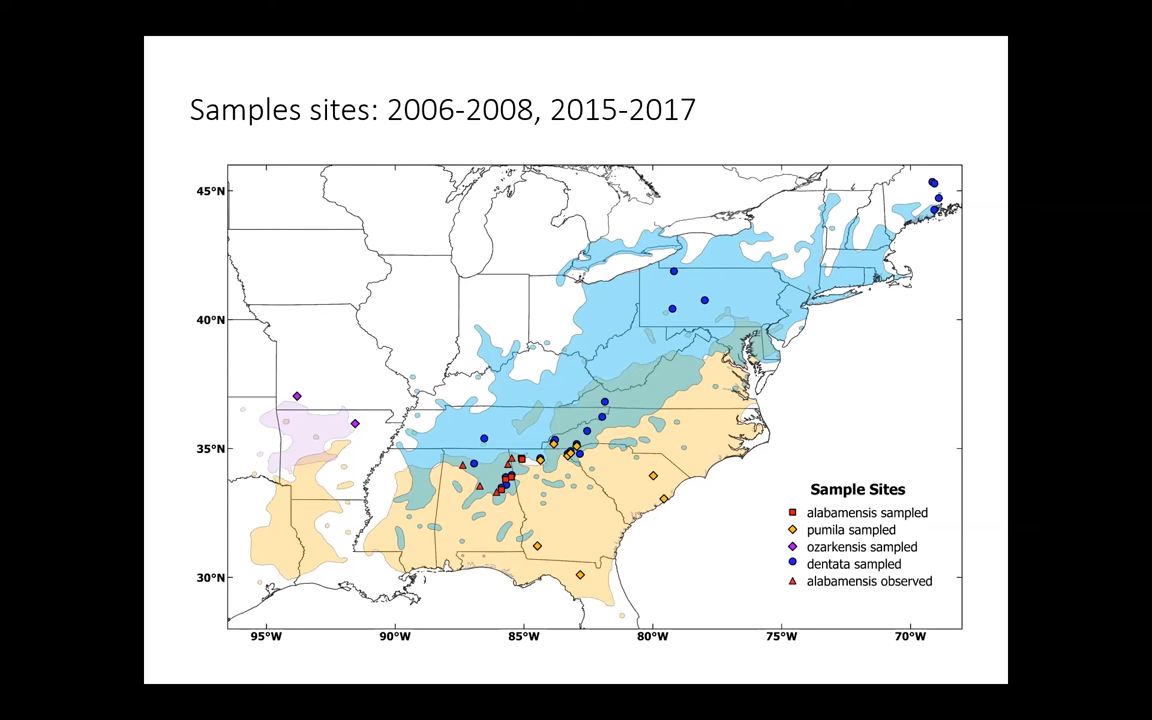 Samples sites: 2006-2008, 2015-2017
45°N
40°N
35°N
30°N
95°W
90°W
85°W
80°W
75°W
70°W
Sample Sites
alabamensis sampled
pumila sampled
ozarkensis sampled
dentata sampled
alabamensis observed